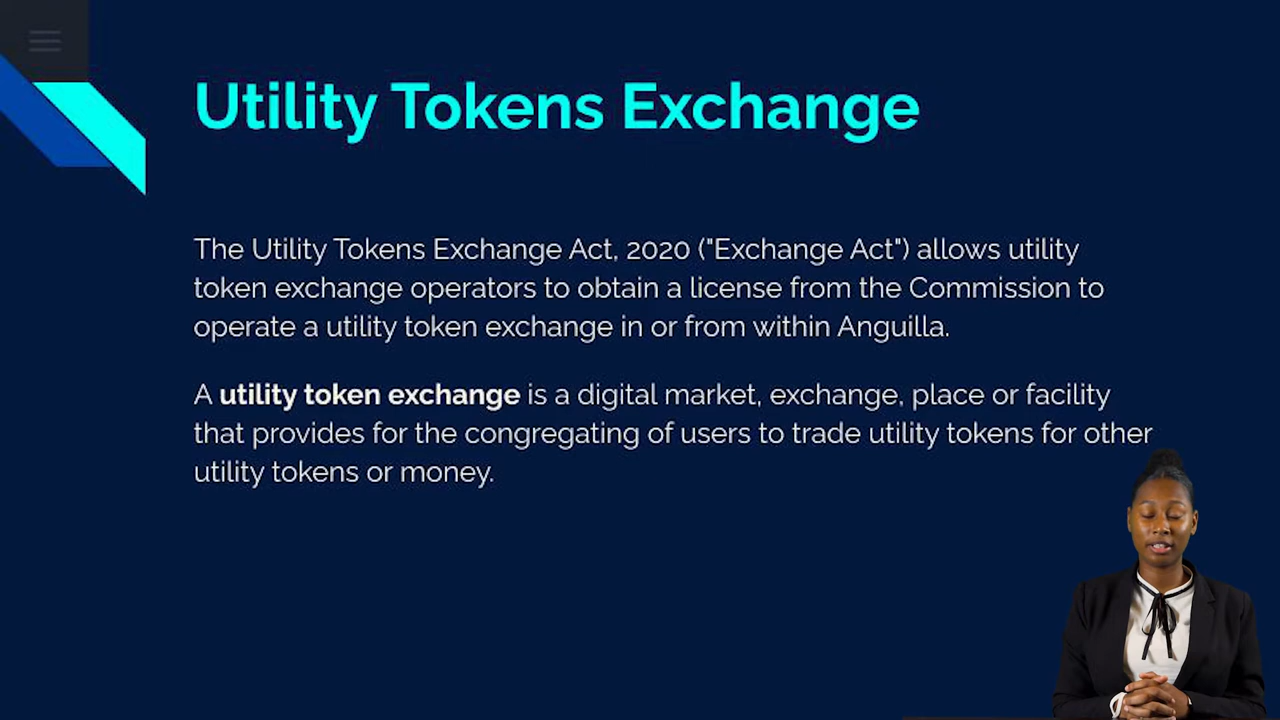 Utility Tokens Exchange
The Utility Tokens Exchange Act, 2020 ("Exchange Act") allows utility
token exchange operators to obtain a license from the Commission to
operate a utility token exchange in or from within Anguilla.
A utility token exchange is a digital market, exchange, place or facility
that provides for the congregating of users to trade utility tokens for other
utility tokens or money.